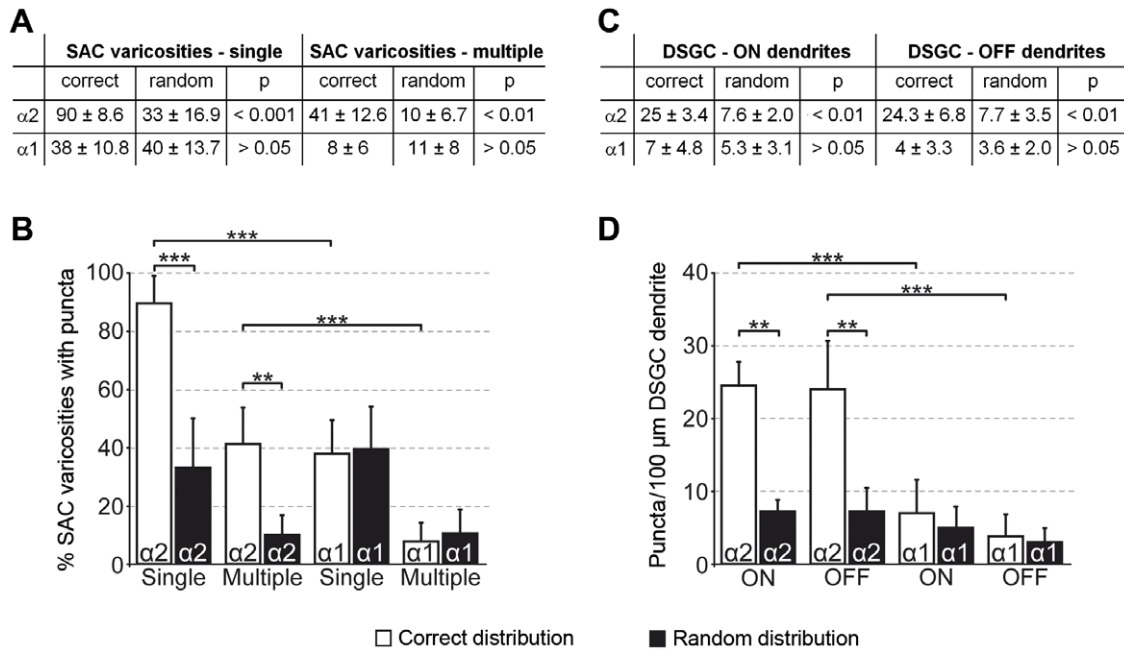 A
SAC varicosities - single SAC varicosities - multiple
correct random p correct random p
α2 90 ± 8.6 33 ± 16.9 < 0.001 41 ± 12.6 10 ± 6.7 < 0.01
α1 38 ± 10.8 40 ± 13.7 > 0.05 8 ± 6 11 ± 8 > 0.05
C
DSGC - ON dendrites DSGC - OFF dendrites
correct random p correct random p
α2 25 ± 3.4 7.6 ± 2.0 < 0.01 24.3 ± 6.8 7.7 ± 3.5 < 0.01
α1 7 ± 4.8 5.3 ± 3.1 > 0.05 4 ± 3.3 3.6 ± 2.0 > 0.05
B
% SAC varicosities with puncta
100
80
60
40
20
0
***
***
***
**
α2 α2 α2 α2 α1 α1 α1 α1
Single Multiple Single Multiple
D
Puncta/100 µm DSGC dendrite
40
30
20
10
0
***
***
** **
α2 α2 α2 α2 α1 α1 α1 α1
ON OFF ON OFF
Correct distribution Random distribution